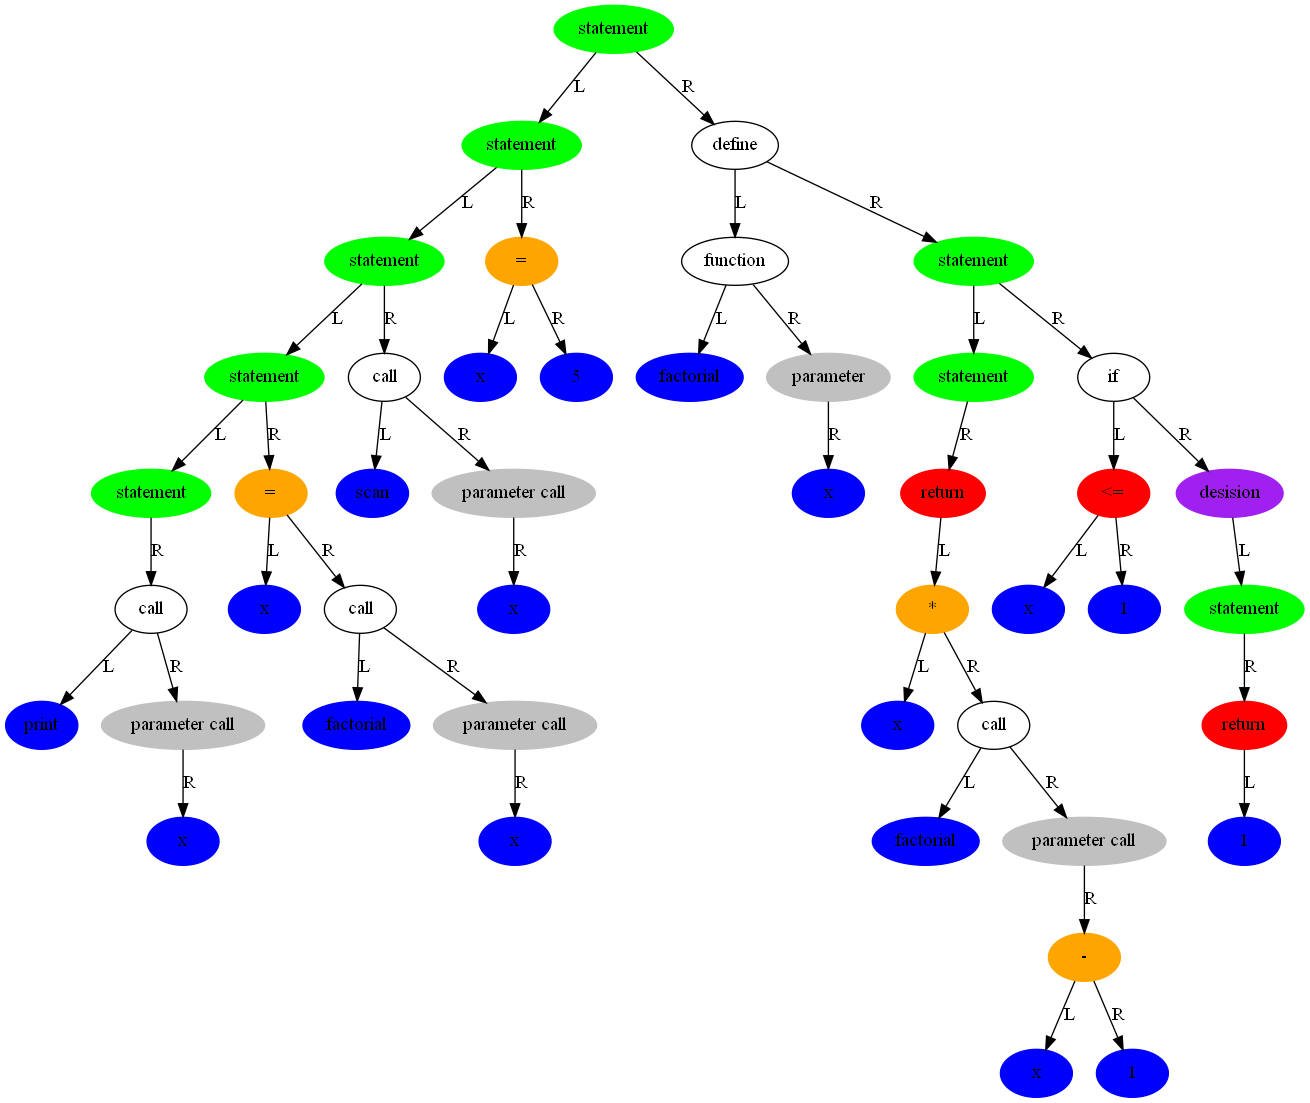 statement
L
R
statement
define
L
R
L
R
statement
=
function
statement
L
R
L
R
L
R
L
R
statement
call
x
5
factorial
parameter
statement
if
L
R
L
R
R
R
L
R
statement
=
scan
parameter call
x
return
<=
desision
R
L
R
R
L
L
R
L
call
x
call
x
*
x
1
statement
L
R
L
R
L
R
R
print
parameter call
factorial
parameter call
x
call
return
R
R
L
R
L
x
x
factorial
parameter call
1
R
-
L
R
x
1